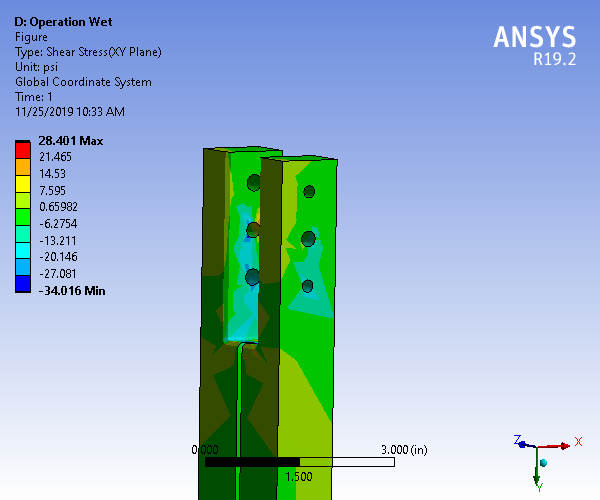 D: Operation Wet
Figure
Type: Shear Stress(XY Plane)
Unit: psi
Global Coordinate System
Time: 1
11/25/2019 10:33 AM
ANSYS
R19.2
28.401 Max
21.465
14.53
7.595
0.65982
-6.2754
-13.211
-20.146
-27.081
-34.016 Min
0.000
3.000 (in)
1.500
Z
X
Y